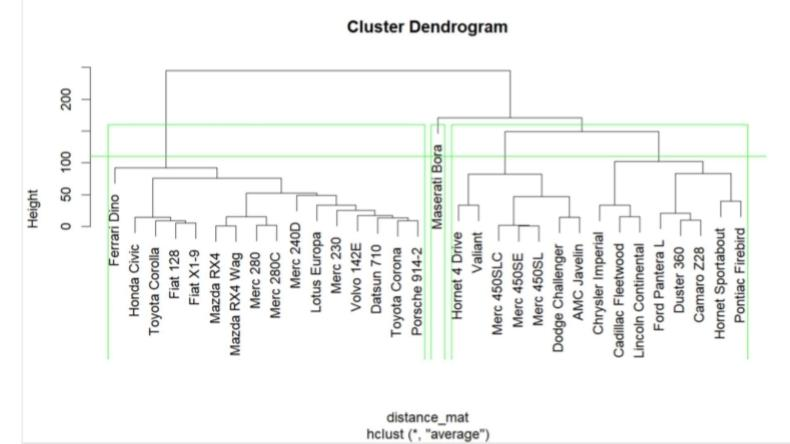 Cluster Dendrogram
Height
200
100
50
0
Ferrari Dino
Honda Civic
Toyota Corolla
Fiat 128
Fiat X1-9
Mazda RX4
Mazda RX4 Wag
Merc 280
Merc 280C
Merc 240D
Lotus Europa
Merc 230
Volvo 142E
Datsun 710
Toyota Corona
Porsche 914-2
Maserati Bora
Hornet 4 Drive
Valiant
Merc 450SLC
Merc 450SE
Merc 450SL
Dodge Challenger
AMC Javelin
Chrysler Imperial
Cadillac Fleetwood
Lincoln Continental
Ford Pantera L
Duster 360
Camaro Z28
Hornet Sportabout
Pontiac Firebird
distance_mat
hclust (*, "average")